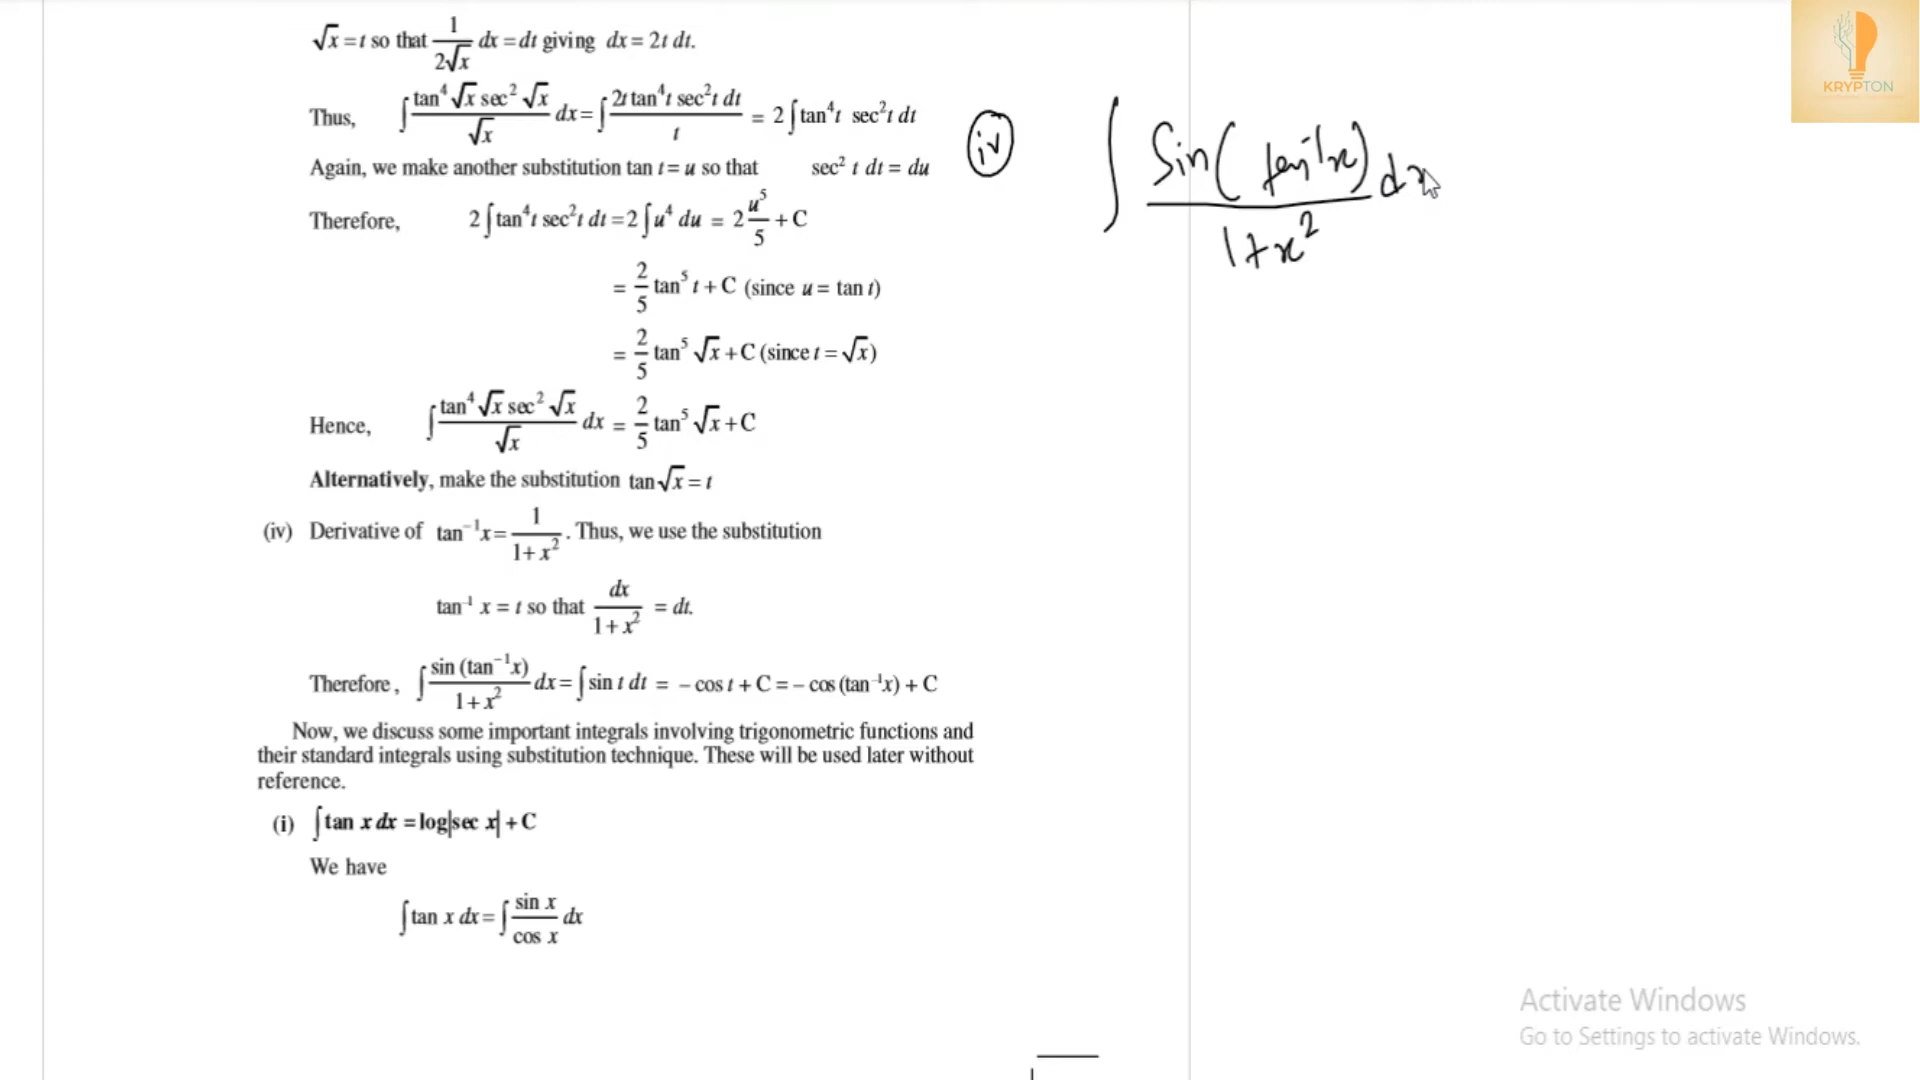 √x = t so that 1/(2√x) dx = dt giving dx = 2t dt.
Thus, ∫ (tan⁴ √x sec² √x)/√x dx = ∫ (2t tan⁴t sec²t dt)/t = 2 ∫ tan⁴t sec²t dt
Again, we make another substitution tan t = u so that sec² t dt = du
Therefore, 2 ∫ tan⁴t sec²t dt = 2 ∫ u⁴ du = 2 u⁵/5 + C
= 2/5 tan⁵ t + C (since u = tan t)
= 2/5 tan⁵ √x + C (since t = √x)
Hence, ∫ (tan⁴ √x sec² √x)/√x dx = 2/5 tan⁵ √x + C
Alternatively, make the substitution tan √x = t
(iv) Derivative of tan⁻¹x = 1/(1+x²). Thus, we use the substitution
tan⁻¹ x = t so that dx/(1+x²) = dt.
Therefore, ∫ sin (tan⁻¹x)/(1+x²) dx = ∫ sin t dt = – cos t + C = – cos (tan⁻¹x) + C
Now, we discuss some important integrals involving trigonometric functions and
their standard integrals using substitution technique. These will be used later without
reference.
(i) ∫ tan x dx = log|sec x| + C
We have
∫ tan x dx = ∫ sin x/cos x dx
(iv) ∫ Sin(tan⁻¹x)/(1+x²) dx
KRYPTON
Activate Windows
Go to Settings to activate Windows.